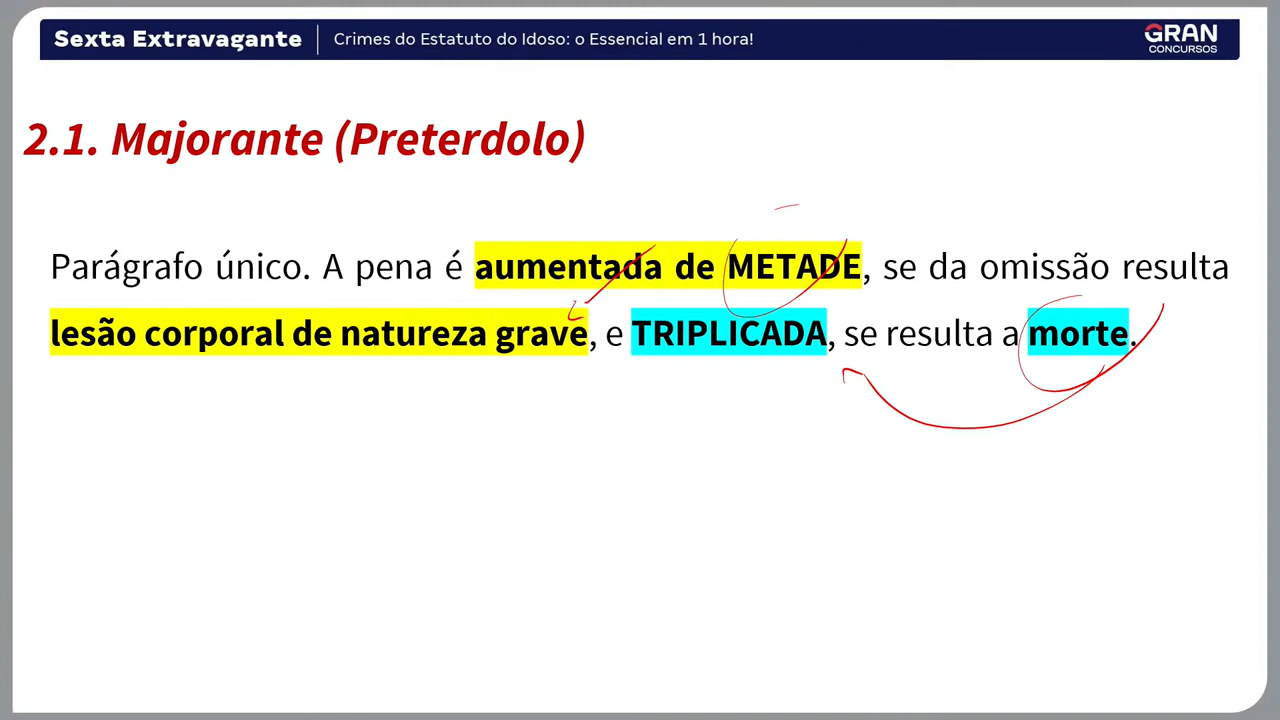 Sexta Extravagante
Crimes do Estatuto do Idoso: o Essencial em 1 hora!
GRAN
CONCURSOS
2.1. Majorante (Preterdolo)
Parágrafo único. A pena é aumentada de METADE, se da omissão resulta
lesão corporal de natureza grave, e TRIPLICADA, se resulta a morte.